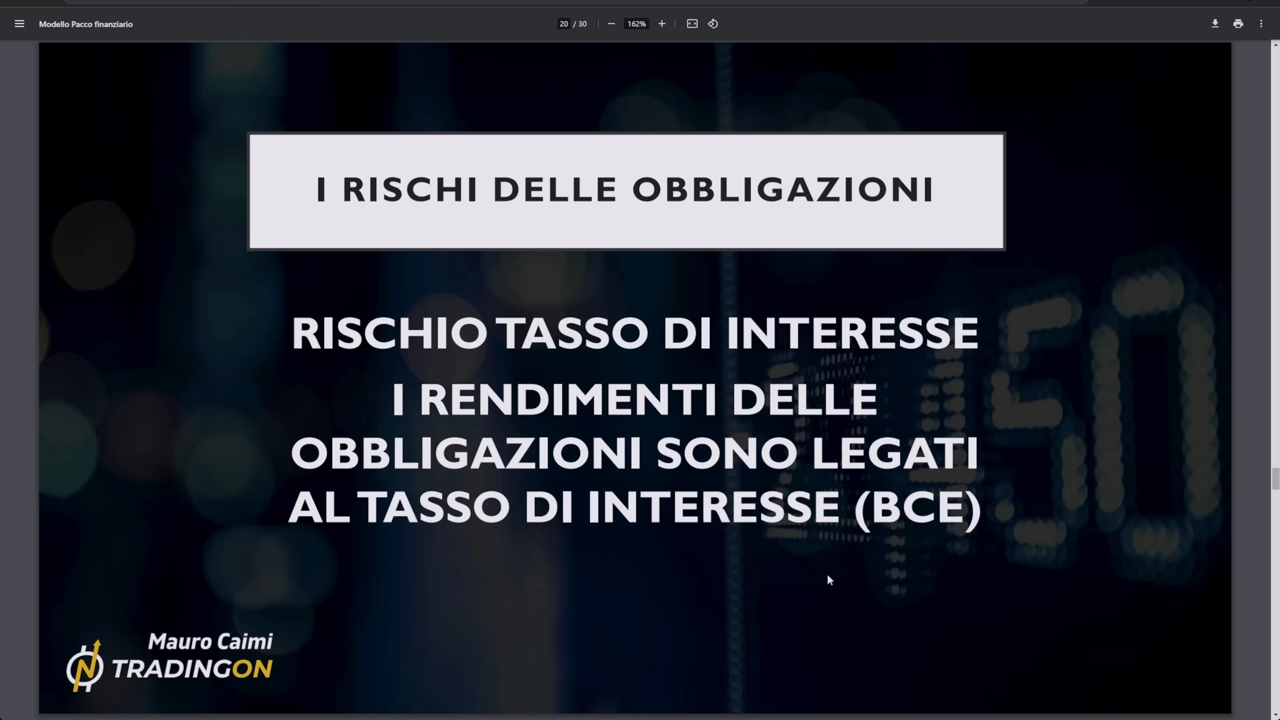 Modello Pacco finanziario
20 / 30
162%
I RISCHI DELLE OBBLIGAZIONI
RISCHIO TASSO DI INTERESSE
I RENDIMENTI DELLE
OBBLIGAZIONI SONO LEGATI
AL TASSO DI INTERESSE (BCE)
50
Mauro Caimi
TRADINGON